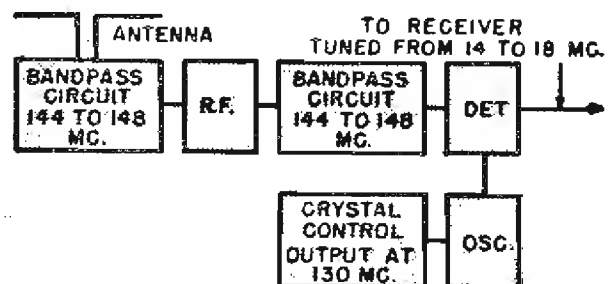 ANTENNA
TO RECEIVER
TUNED FROM 14 TO 18 MC.
BANDPASS
CIRCUIT
144 TO 148
MC.
R.F.
BANDPASS
CIRCUIT
144 TO 148
MC.
DET
CRYSTAL
CONTROL
OUTPUT AT
130 MC.
OSC.